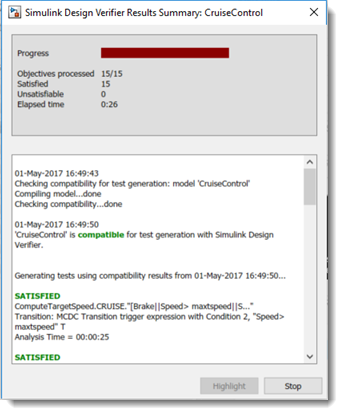 Simulink Design Verifier Results Summary: CruiseControl
Progress
Objectives processed 15/15
Satisfied 15
Unsatisfiable 0
Elapsed time 0:26
01-May-2017 16:49:43
Checking compatibility for test generation: model 'CruiseControl'
Compiling model...done
Checking compatibility...done
01-May-2017 16:49:50
'CruiseControl' is compatible for test generation with Simulink Design
Verifier.
Generating tests using compatibility results from 01-May-2017 16:49:50...
SATISFIED
ComputeTargetSpeed.CRUISE."[Brake||Speed> maxtspeed||S..."
Transition: MCDC Transition trigger expression with Condition 2, "Speed>
maxtspeed" T
Analysis Time = 00:00:25
SATISFIED
Highlight
Stop